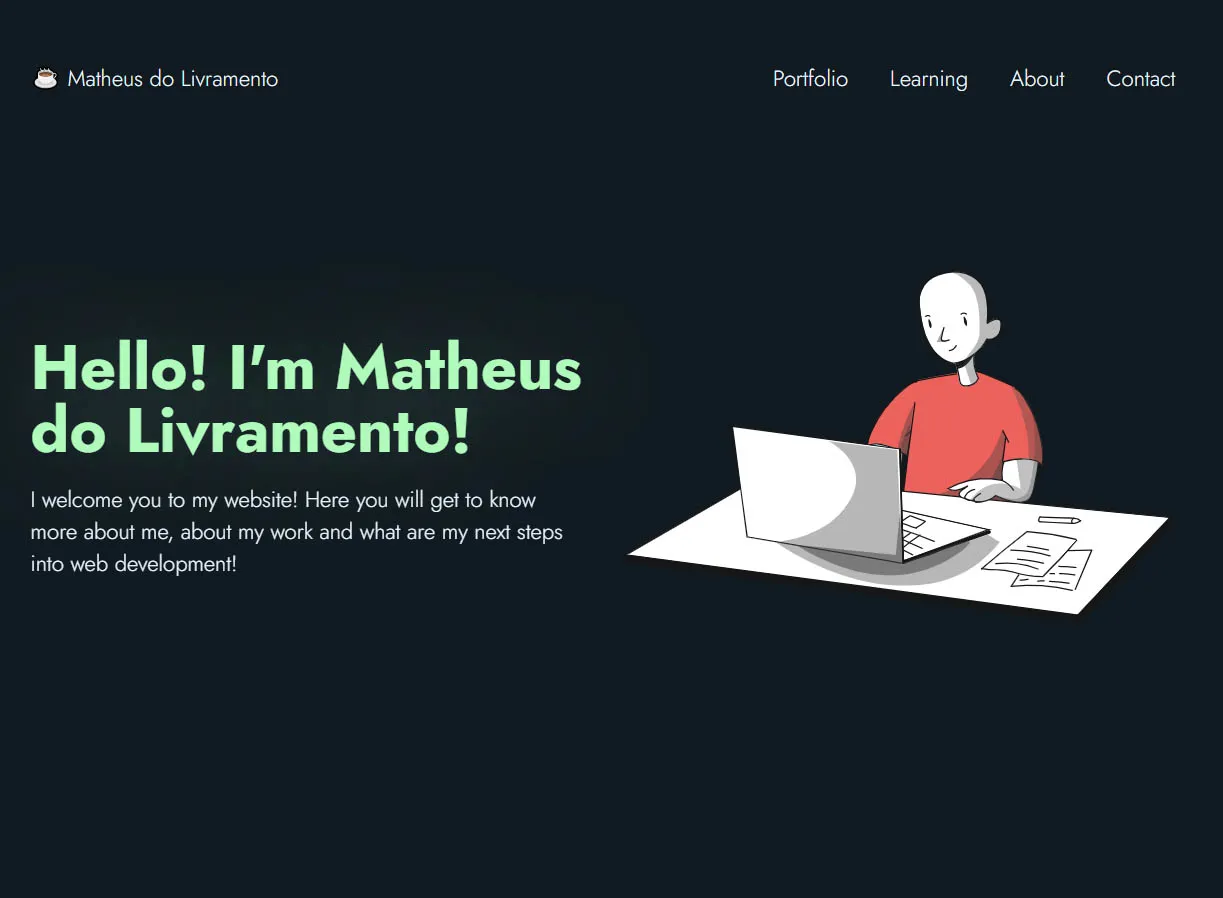 Matheus do Livramento
Portfolio Learning About Contact
Hello! I'm Matheus
do Livramento!
I welcome you to my website! Here you will get to know
more about me, about my work and what are my next steps
into web development!